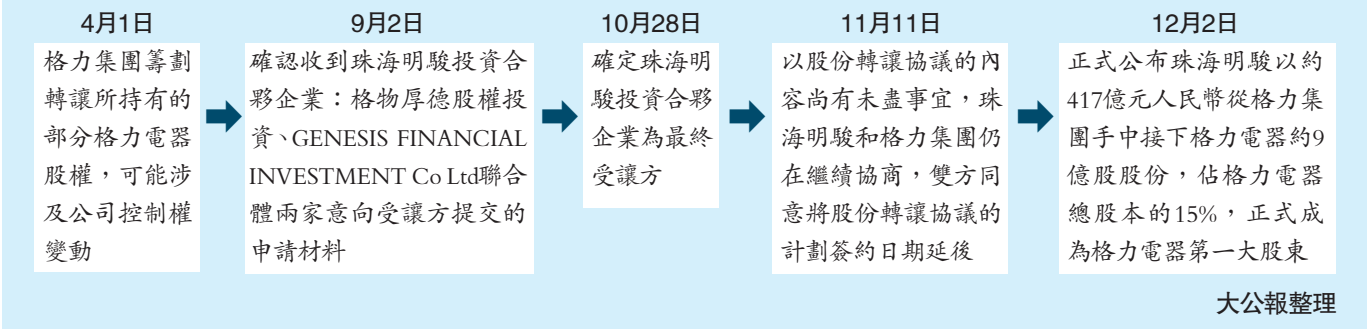 4月1日
格力集團籌劃
轉讓所持有的
部分格力電器
股權，可能涉
及公司控制權
變動
9月2日
確認收到珠海明駿投資合
夥企業：格物厚德股權投
資、GENESIS FINANCIAL
INVESTMENT Co Ltd聯合
體兩家意向受讓方提交的
申請材料
10月28日
確定珠海明
駿投資合夥
企業為最終
受讓方
11月11日
以股份轉讓協議的內
容尚有未盡事宜，珠
海明駿和格力集團仍
在繼續協商，雙方同
意將股份轉讓協議的
計劃簽約日期延後
12月2日
正式公布珠海明駿以約
417億元人民幣從格力集
團手中接下格力電器約9
億股股份，佔格力電器
總股本的15%，正式成
為格力電器第一大股東
大公報整理